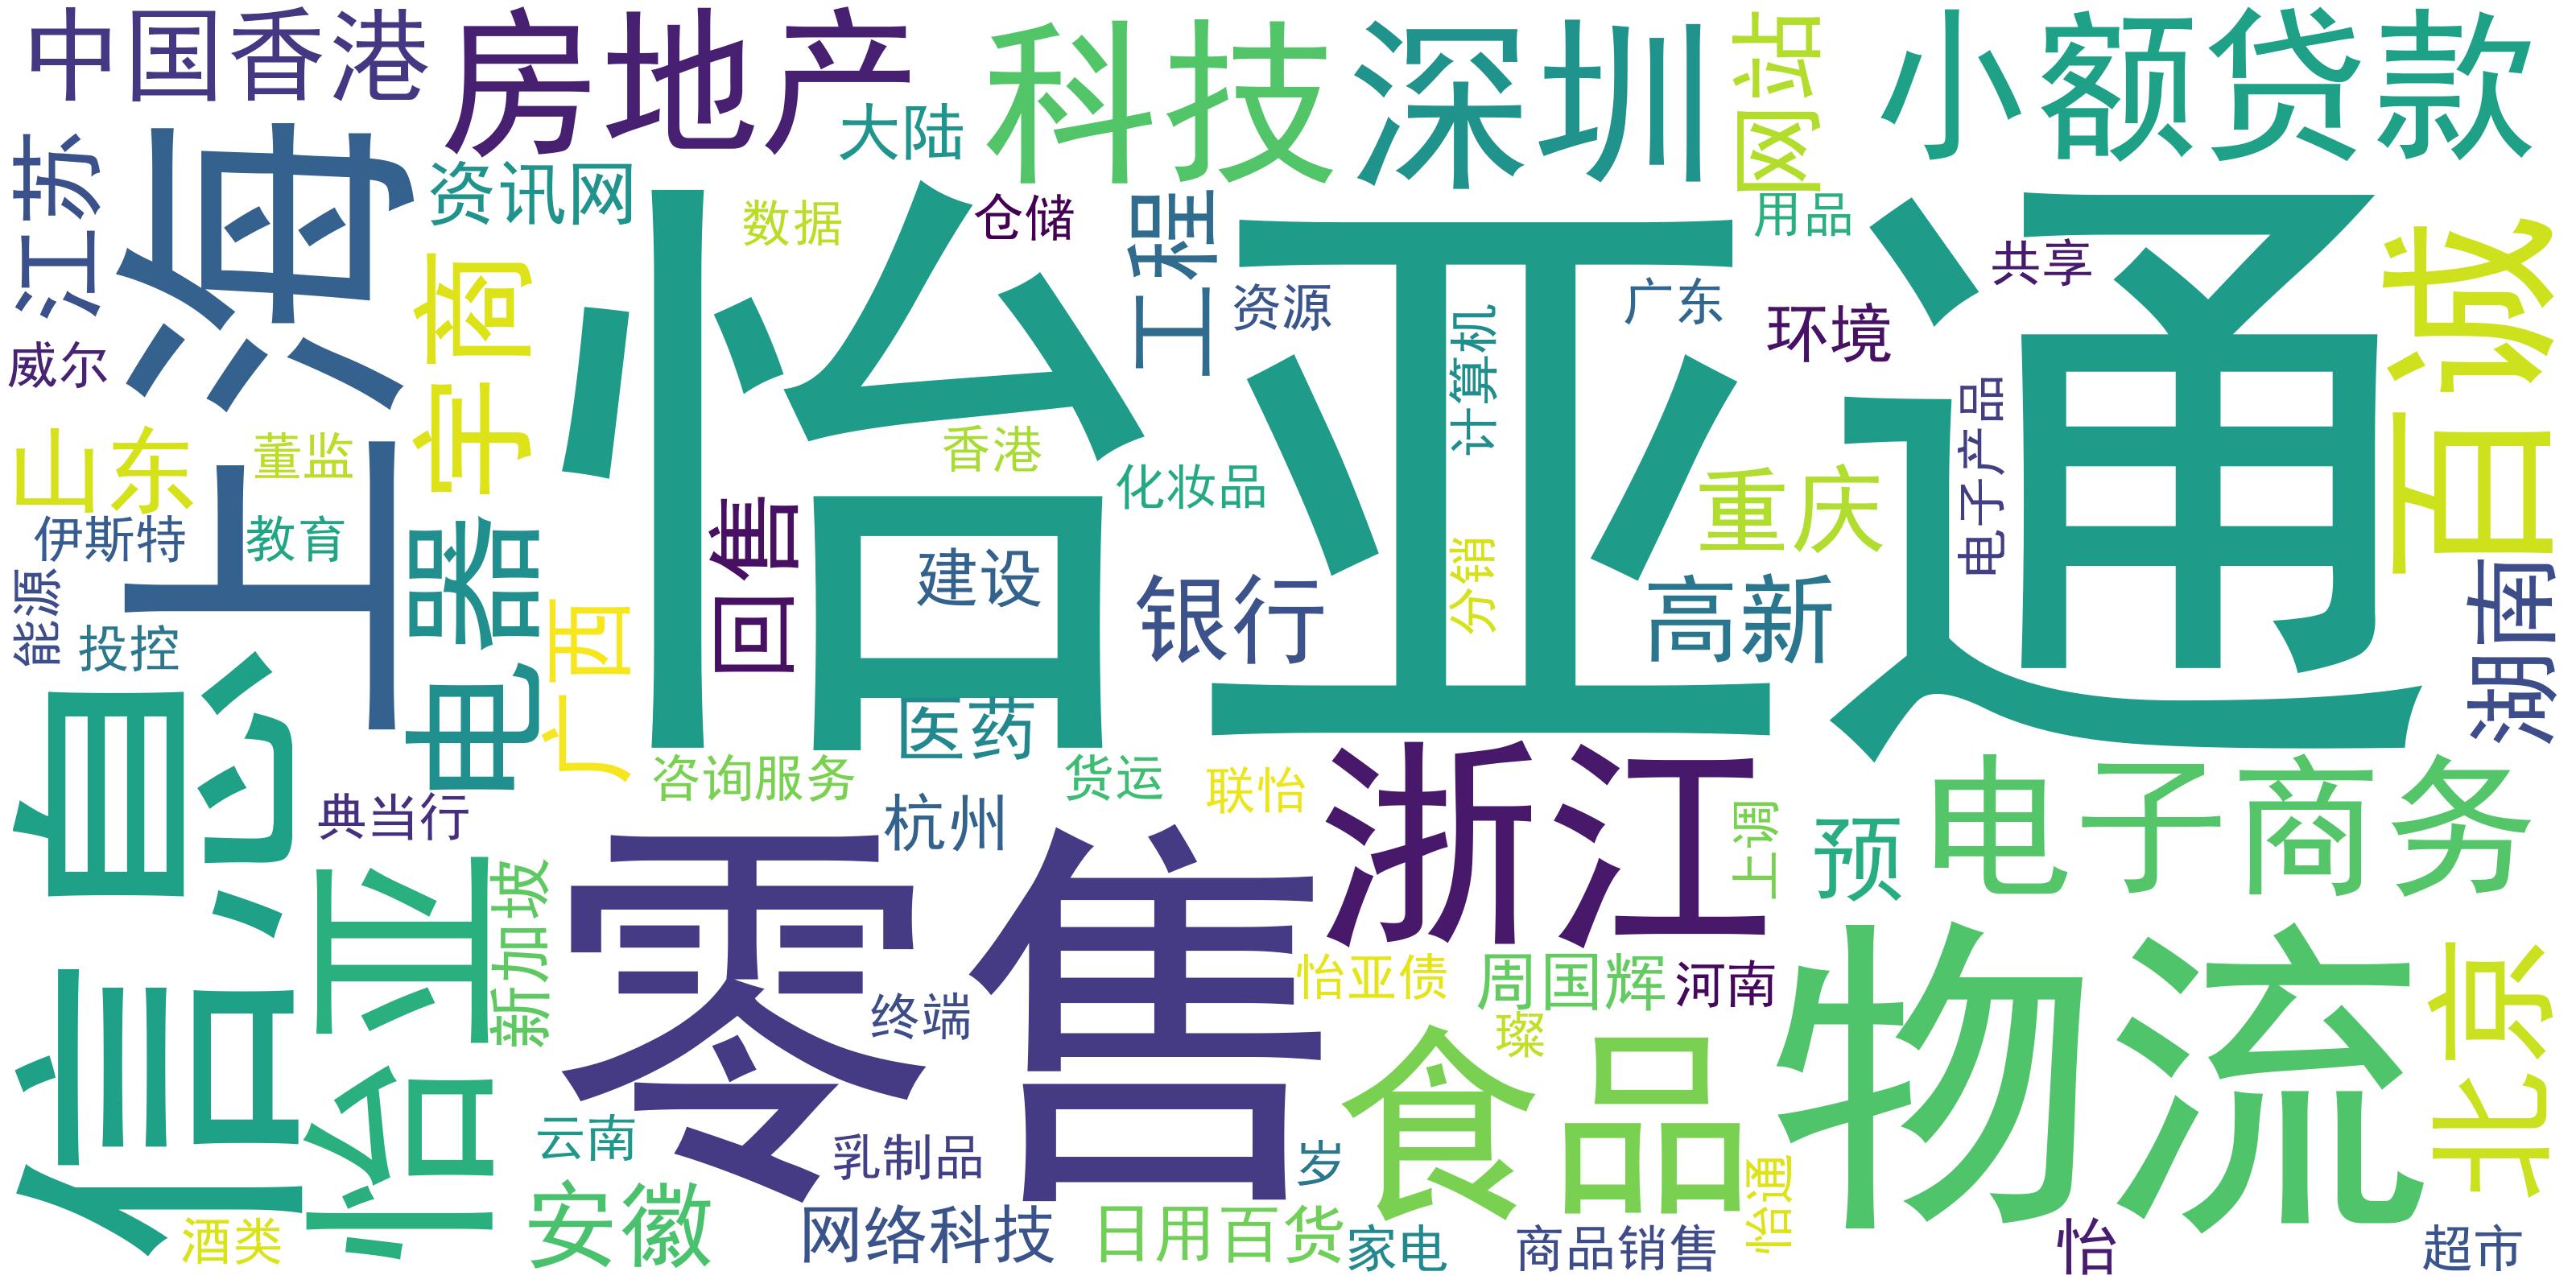 中国香港
房地产
科技
深圳
网站
小额贷款
江苏
上海
资讯网
大陆
数据
仓储
工程
怡亚通
用品
共享
百诚
威尔
宇商
资源
广东
计算机
环境
电子产品
山东
董监
香港
化妆品
重庆
伊斯特
教育
电器
回售
建设
银行
分销
高新
湖南
能源
投控
广西
信息
医药
咨询服务
货运
联怡
浙江
电子商务
典当行
杭州
上调
预
怡亚
新加坡
零售
终端
怡亚债
周国辉
河南
物流
北京
璨
食品
云南
乳制品
岁
怡通
酒类
安徽
网络科技
日用百货
家电
商品销售
怡
超市